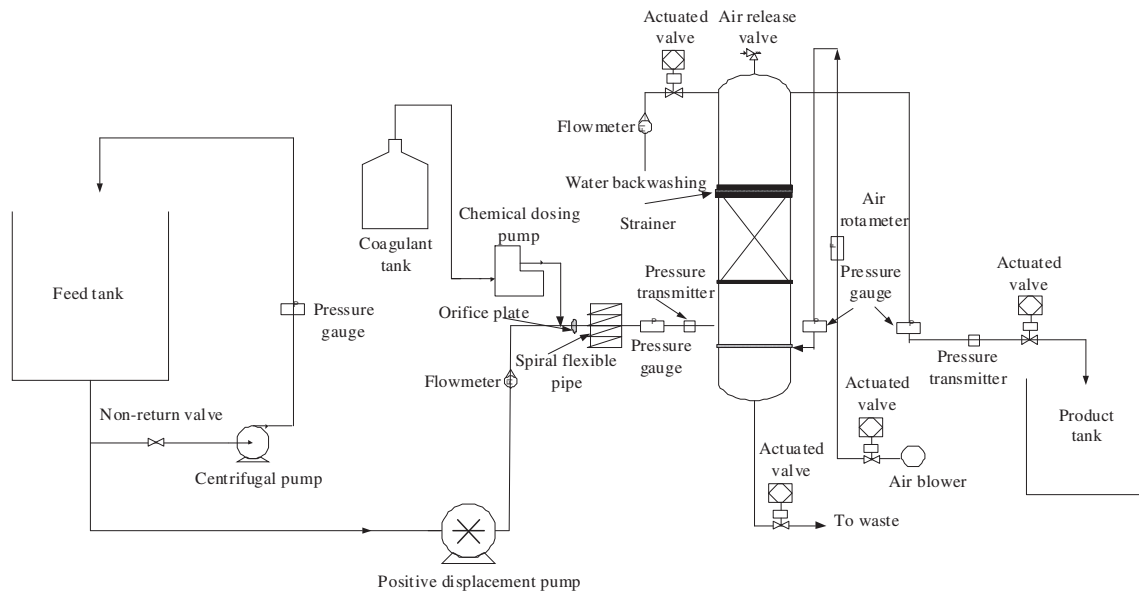 Actuated
valve
Air release
valve
Flowmeter
Water backwashing
Strainer
Air
rotameter
Coagulant
tank
Chemical dosing
pump
Pressure
transmitter
Pressure
gauge
Actuated
valve
Feed tank
Pressure
gauge
Orifice plate
Spiral flexible
pipe
Pressure
gauge
Pressure
transmitter
Flowmeter
Non-return valve
Centrifugal pump
Actuated
valve
Product
tank
Actuated
valve
Air blower
To waste
Positive displacement pump
P
P
P
P
P